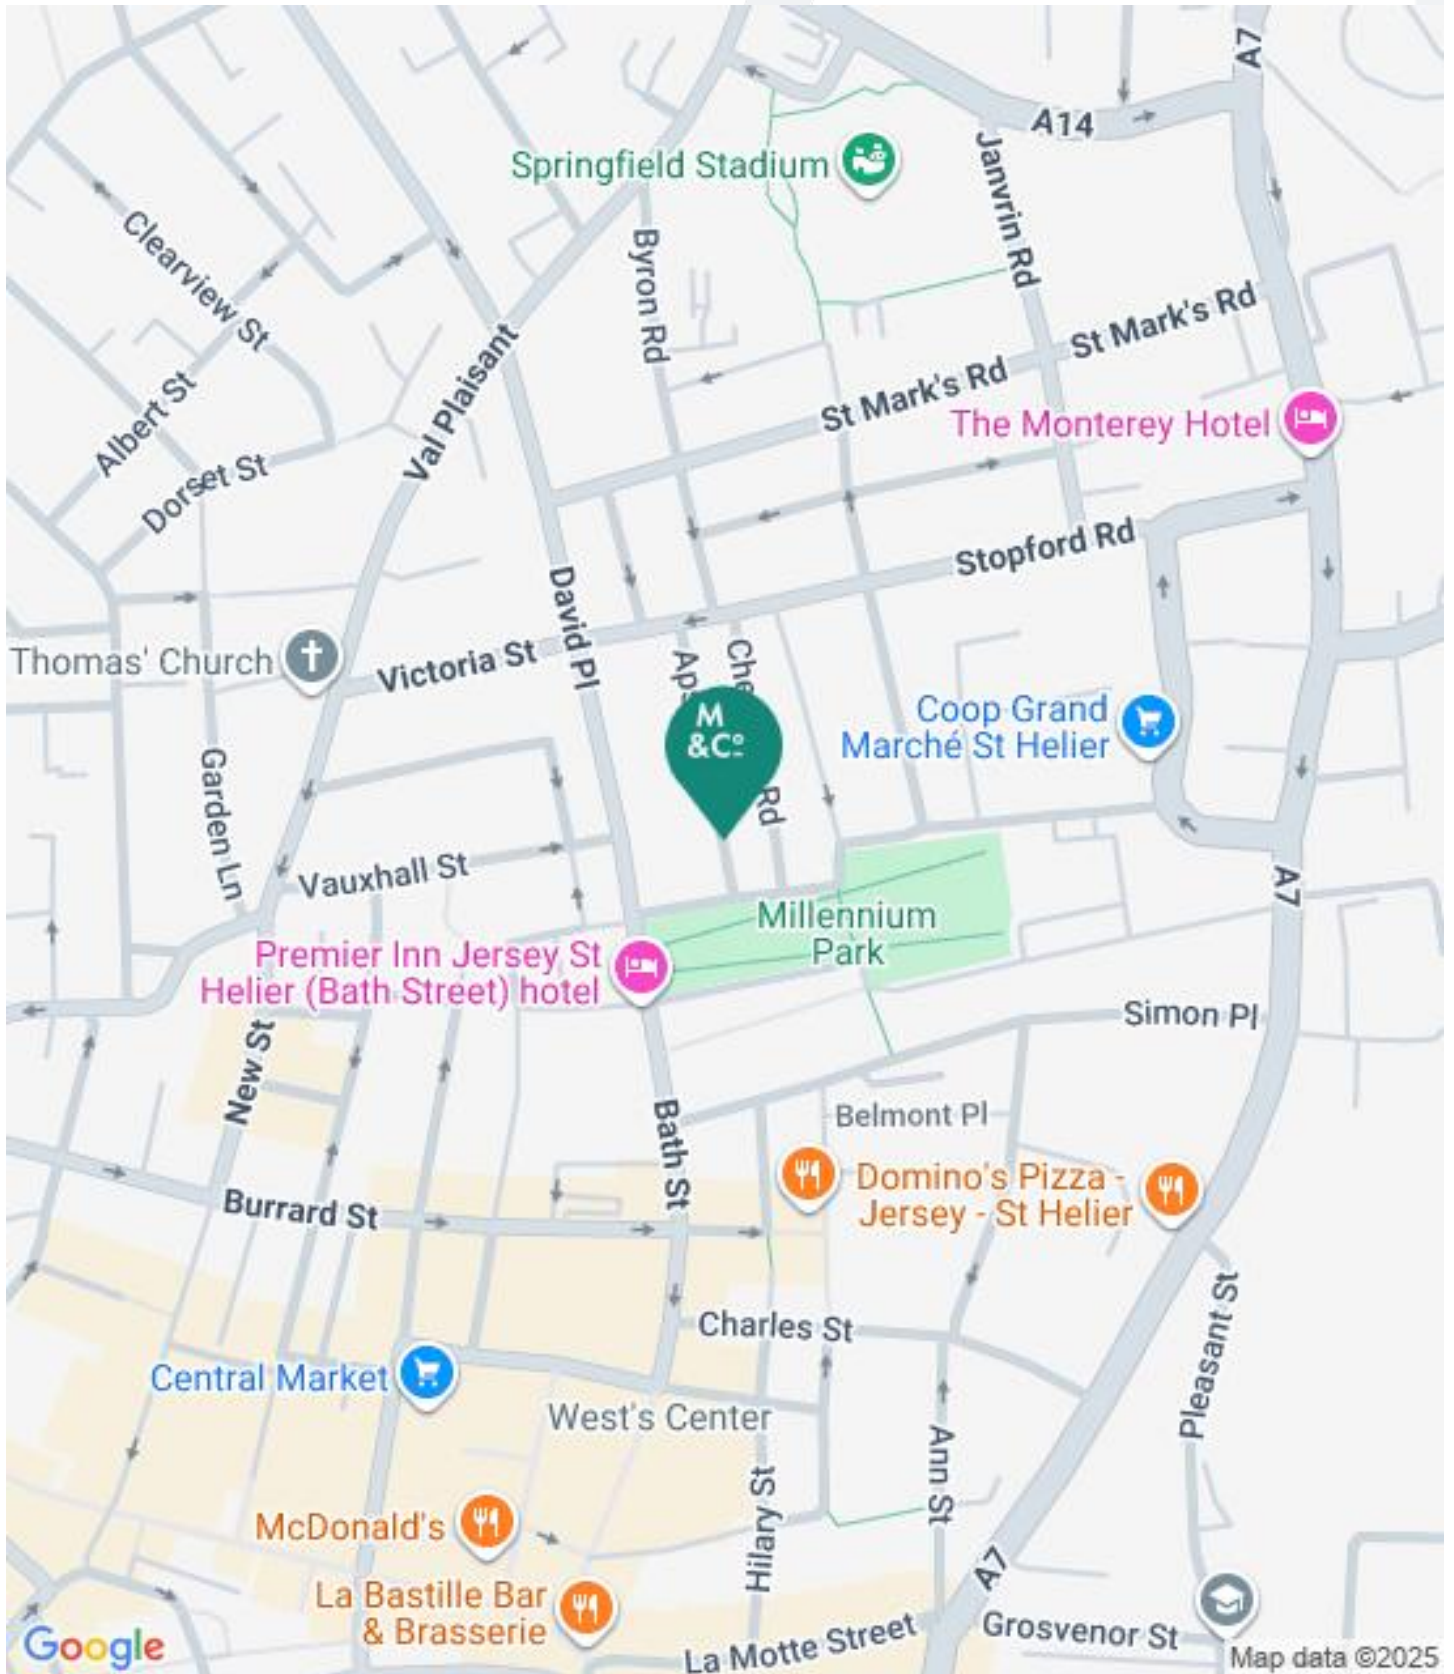 A7
A14
Springfield Stadium
Janvrin Rd
Clearview St
Byron Rd
St Mark's Rd
St Mark's Rd
Val Plaisant
Albert St
The Monterey Hotel
Dorset St
Stopford Rd
David Pl
Thomas' Church
Victoria St
Aps
Che
Rd
M
&Co
Coop Grand
Marché St Helier
Garden Ln
Vauxhall St
A7
Millennium
Park
Premier Inn Jersey St
Helier (Bath Street) hotel
Simon Pl
New St
Bath St
Belmont Pl
Domino's Pizza -
Jersey - St Helier
Burrard St
Charles St
Pleasant St
Central Market
West's Center
Ann St
Hilary St
McDonald's
A7
La Bastille Bar
& Brasserie
Grosvenor St
La Motte Street
Google
Map data ©2025